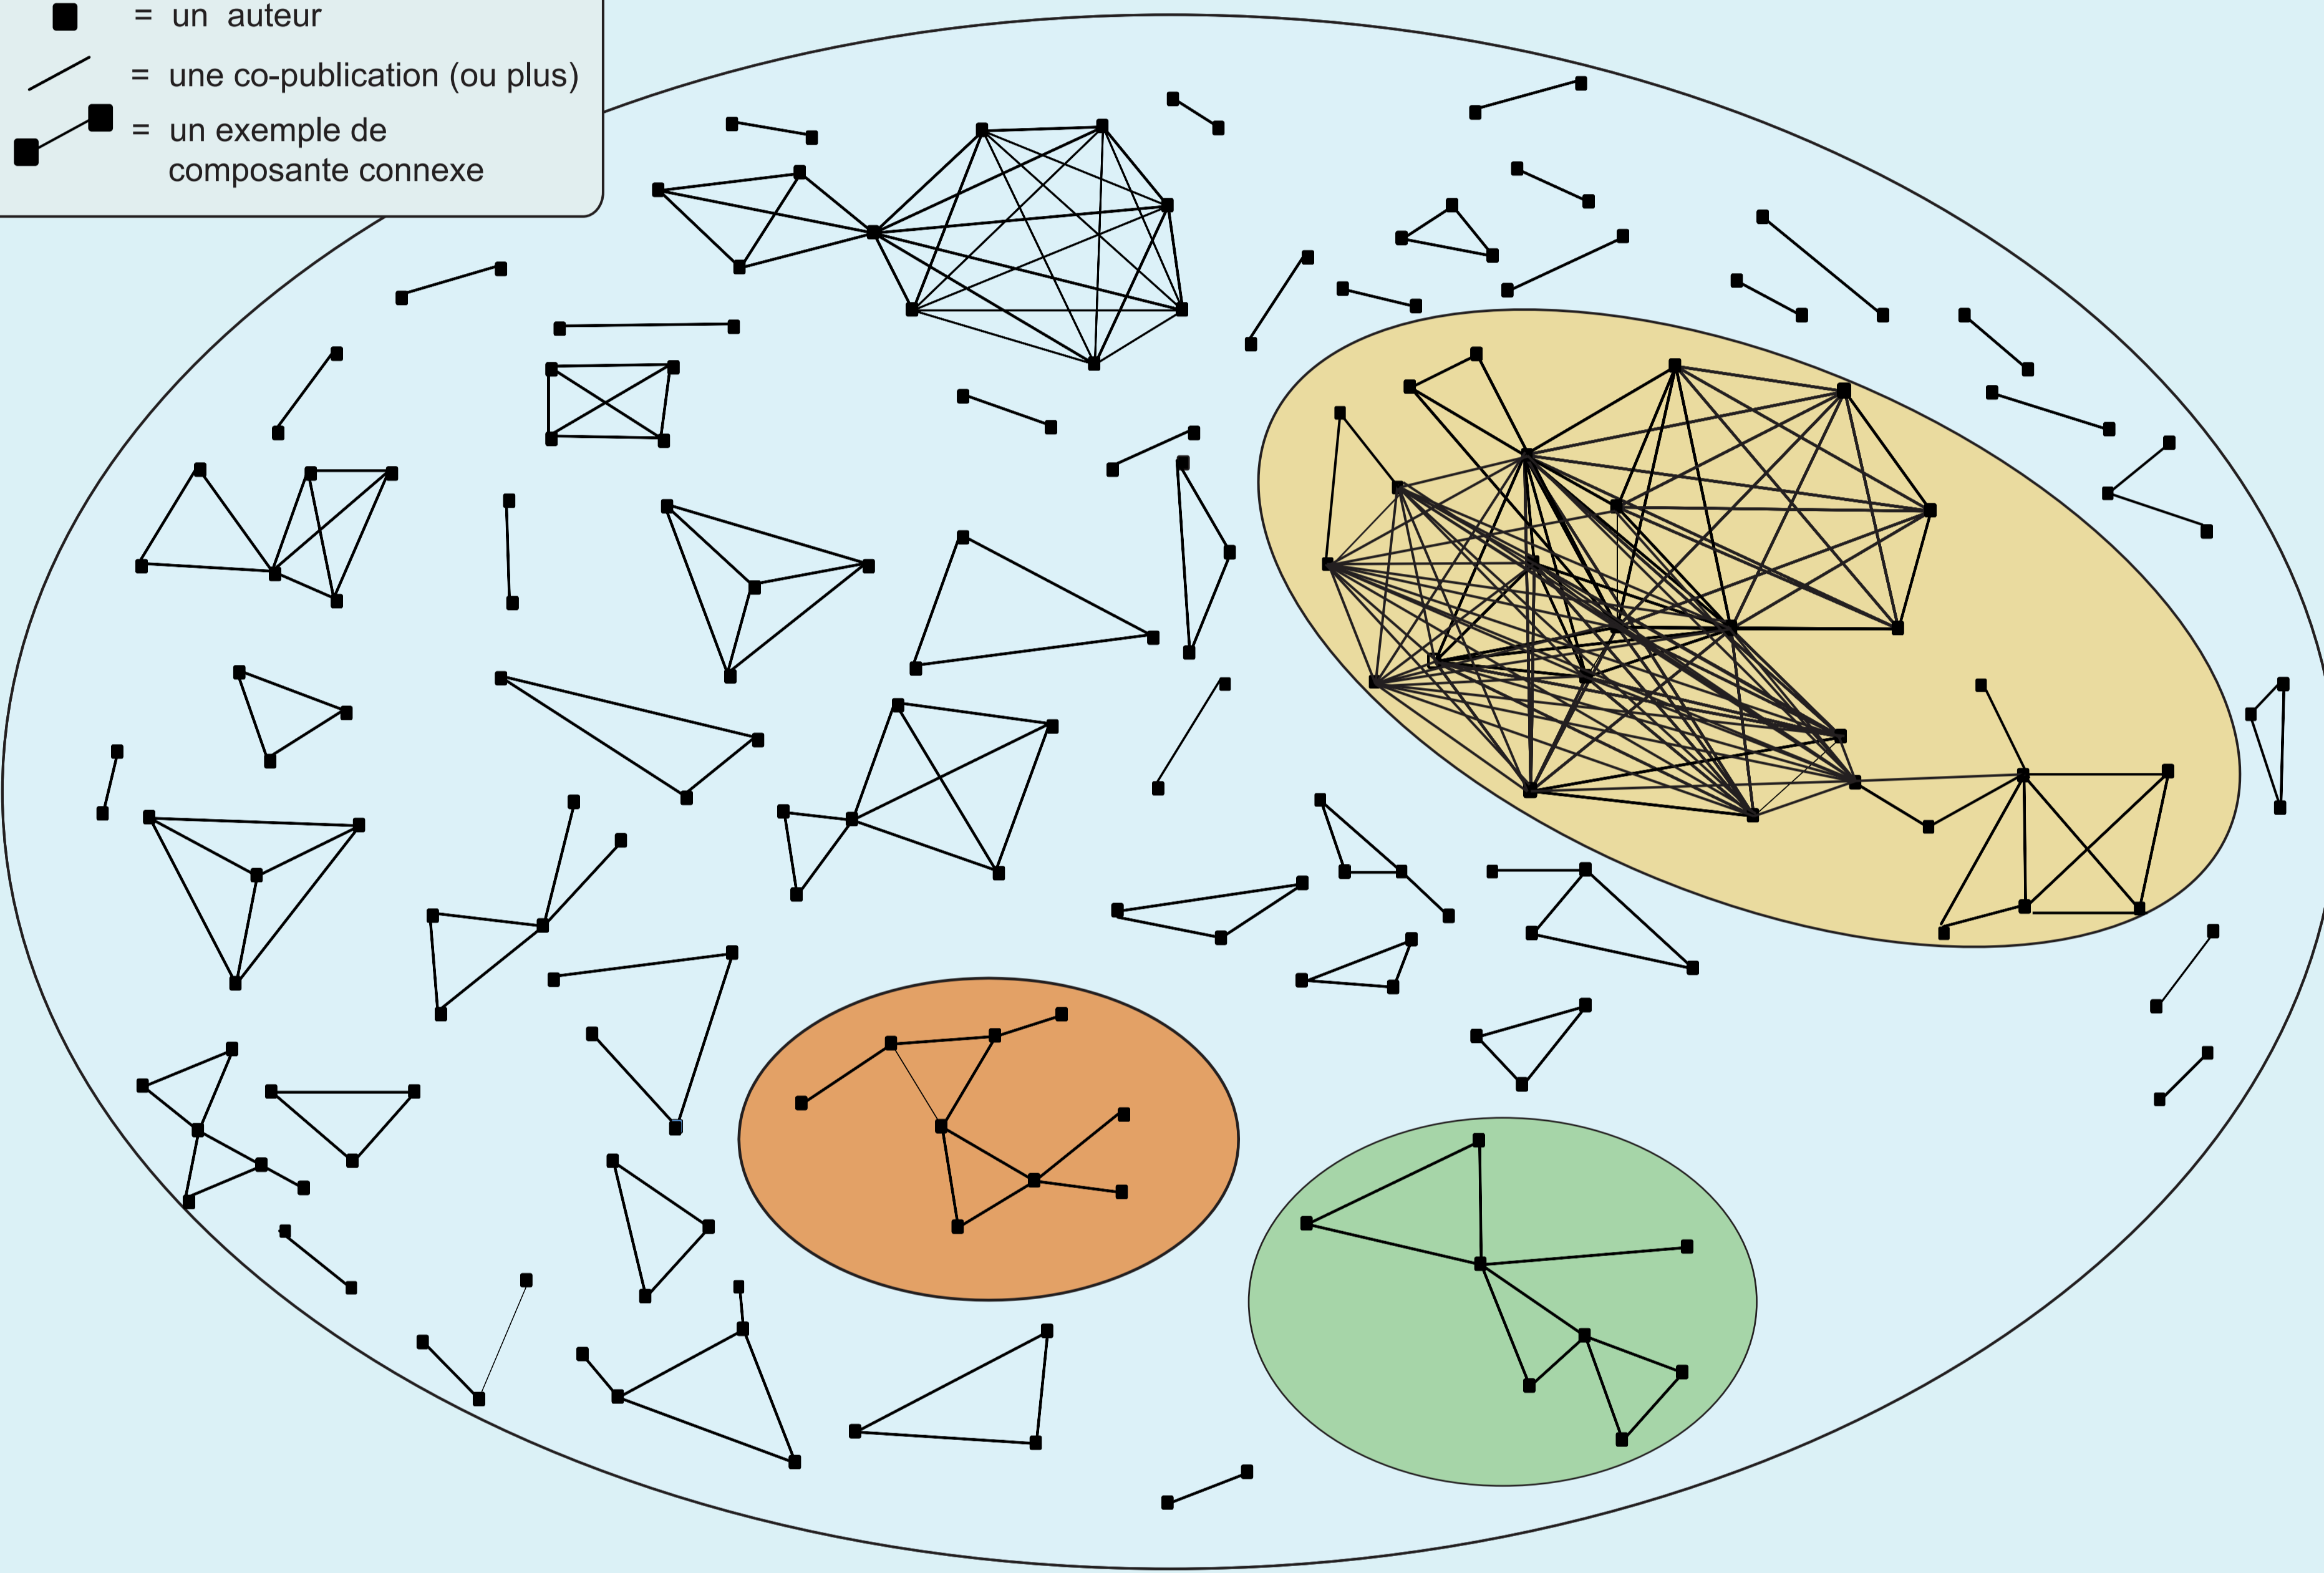 = un auteur
= une co-publication (ou plus)
= un exemple de
composante connexe